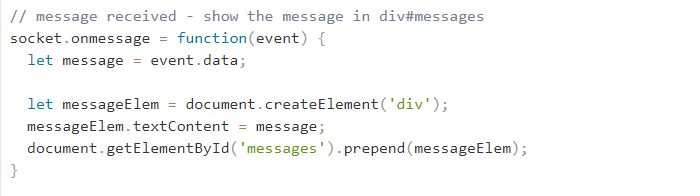 // message received - show the message in div#messages
socket.onmessage = function(event) {
  let message = event.data;

  let messageElem = document.createElement('div');
  messageElem.textContent = message;
  document.getElementById('messages').prepend(messageElem);
}